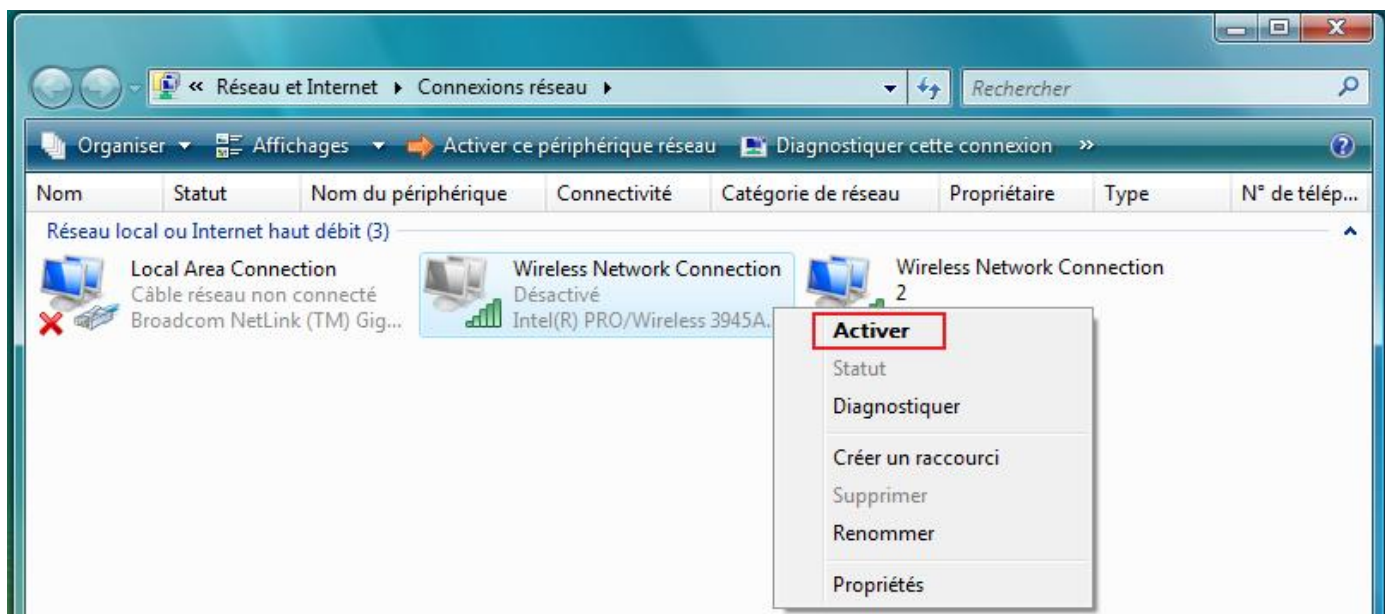 « Réseau et Internet Connexions réseau Rechercher
Organiser Affichages Activer ce périphérique réseau Diagnostiquer cette connexion »
Nom Statut Nom du périphérique Connectivité Catégorie de réseau Propriétaire Type N° de télép...
Réseau local ou Internet haut débit (3)
Local Area Connection
Câble réseau non connecté
Broadcom NetLink (TM) Gig...
Wireless Network Connection
Désactivé
Intel(R) PRO/Wireless 3945A...
Wireless Network Connection
2
Activer
Statut
Diagnostiquer
Créer un raccourci
Supprimer
Renommer
Propriétés